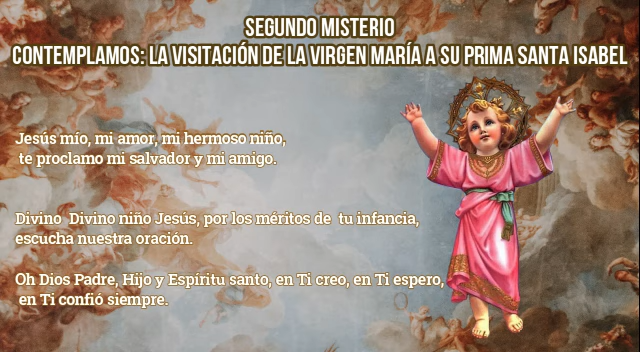 SEGUNDO MISTERIO
CONTEMPLAMOS: LA VISITACIÓN DE LA VIRGEN MARÍA A SU PRIMA SANTA ISABEL
Jesús mío, mi amor, mi hermoso niño,
te proclamo mi salvador y mi amigo.
Divino Divino niño Jesús, por los méritos de tu infancia,
escucha nuestra oración.
Oh Dios Padre, Hijo y Espíritu santo, en Ti creo, en Ti espero,
en Ti confió siempre.